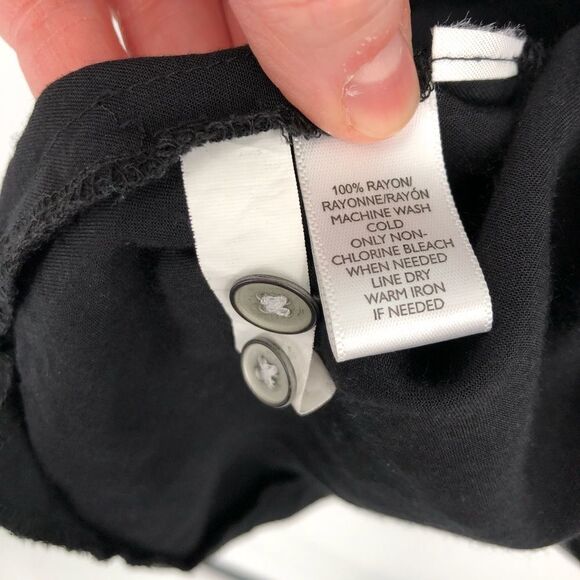 100% RAYON/
RAYONNE/RAYÓN
MACHINE WASH
COLD
ONLY NON-
CHLORINE BLEACH
WHEN NEEDED
LINE DRY
WARM IRON
IF NEEDED